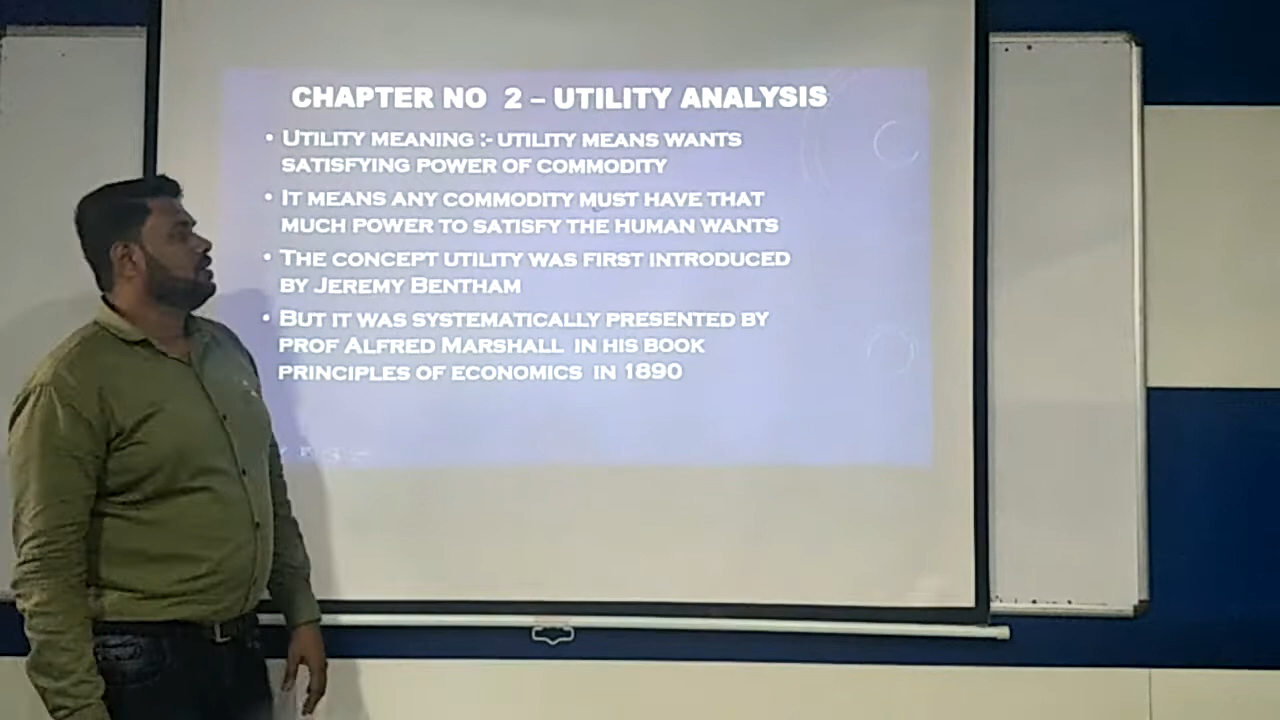 CHAPTER NO 2 – UTILITY ANALYSIS
• UTILITY MEANING :- UTILITY MEANS WANTS
SATISFYING POWER OF COMMODITY
• IT MEANS ANY COMMODITY MUST HAVE THAT
MUCH POWER TO SATISFY THE HUMAN WANTS
• THE CONCEPT UTILITY WAS FIRST INTRODUCED
BY JEREMY BENTHAM
• BUT IT WAS SYSTEMATICALLY PRESENTED BY
PROF ALFRED MARSHALL IN HIS BOOK
PRINCIPLES OF ECONOMICS IN 1890